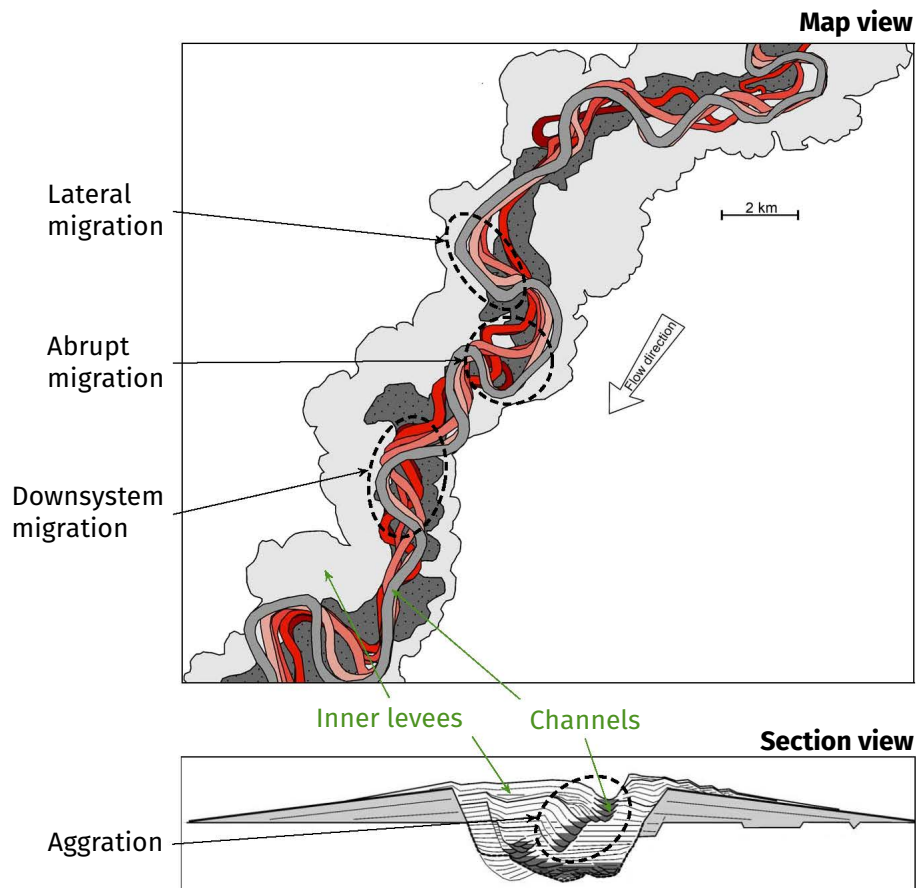 Map view
Lateral
migration
2 km
Abrupt
migration
Flow direction
Downsystem
migration
Inner levees
Channels
Section view
Aggration